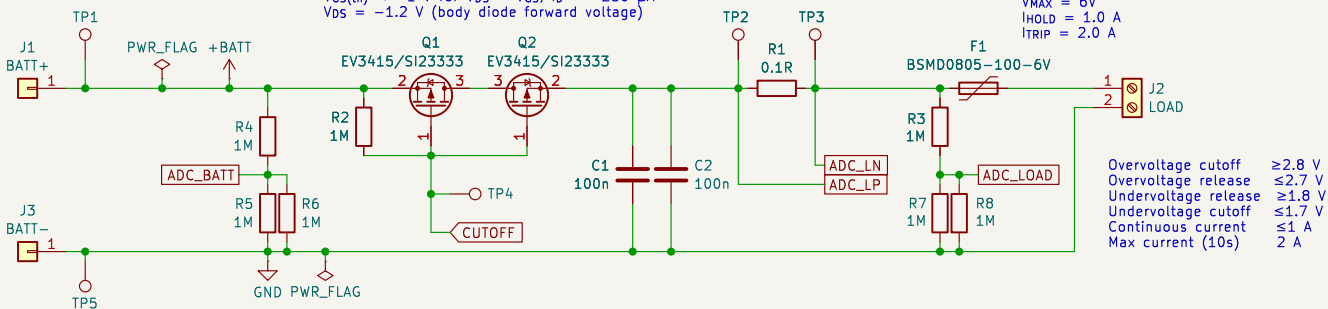 VDS = -1.2 V (body diode forward voltage)
VMAX = 6V
IHOLD = 1.0 A
ITRIP = 2.0 A
TP1
TP2
TP3
J1
BATT+
1
PWR_FLAG
+BATT
Q1
EV3415/SI23333
2
3
1
Q2
EV3415/SI23333
3
2
1
R1
0.1R
F1
BSMD0805-100-6V
1
2
J2
LOAD
R4
1M
R2
1M
R3
1M
ADC_BATT
R5
1M
R6
1M
TP4
CUTOFF
C1
100n
C2
100n
ADC_LN
ADC_LP
ADC_LOAD
R7
1M
R8
1M
Overvoltage cutoff ≥2.8 V
Overvoltage release ≤2.7 V
Undervoltage release ≥1.8 V
Undervoltage cutoff ≤1.7 V
Continuous current ≤1 A
Max current (10s) 2 A
J3
BATT-
1
GND
PWR_FLAG
TP5